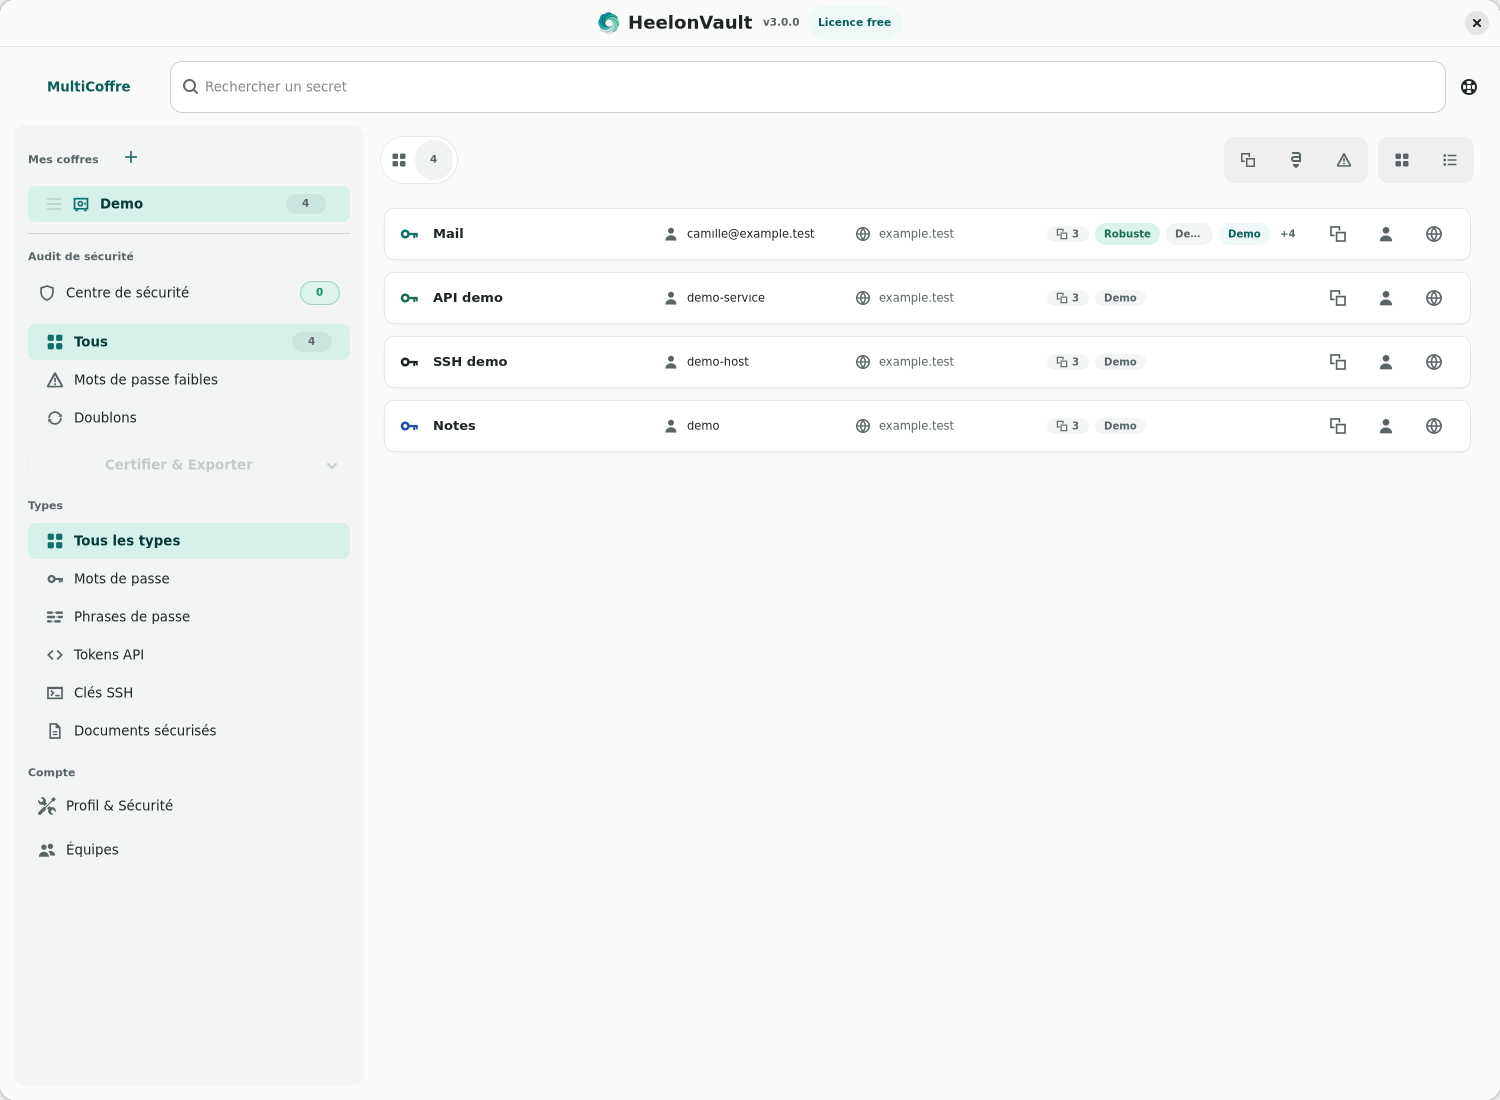 HeelonVault v3.0.0 Licence free
MultiCoffre
Rechercher un secret
Mes coffres
Demo 4
Audit de sécurité
Centre de sécurité 0
Tous 4
Mots de passe faibles
Doublons
Certifier & Exporter
Types
Tous les types
Mots de passe
Phrases de passe
Tokens API
Clés SSH
Documents sécurisés
Compte
Profil & Sécurité
Équipes
4
Mail camille@example.test example.test 3 Robuste De... Demo +4
API demo demo-service example.test 3 Demo
SSH demo demo-host example.test 3 Demo
Notes demo example.test 3 Demo